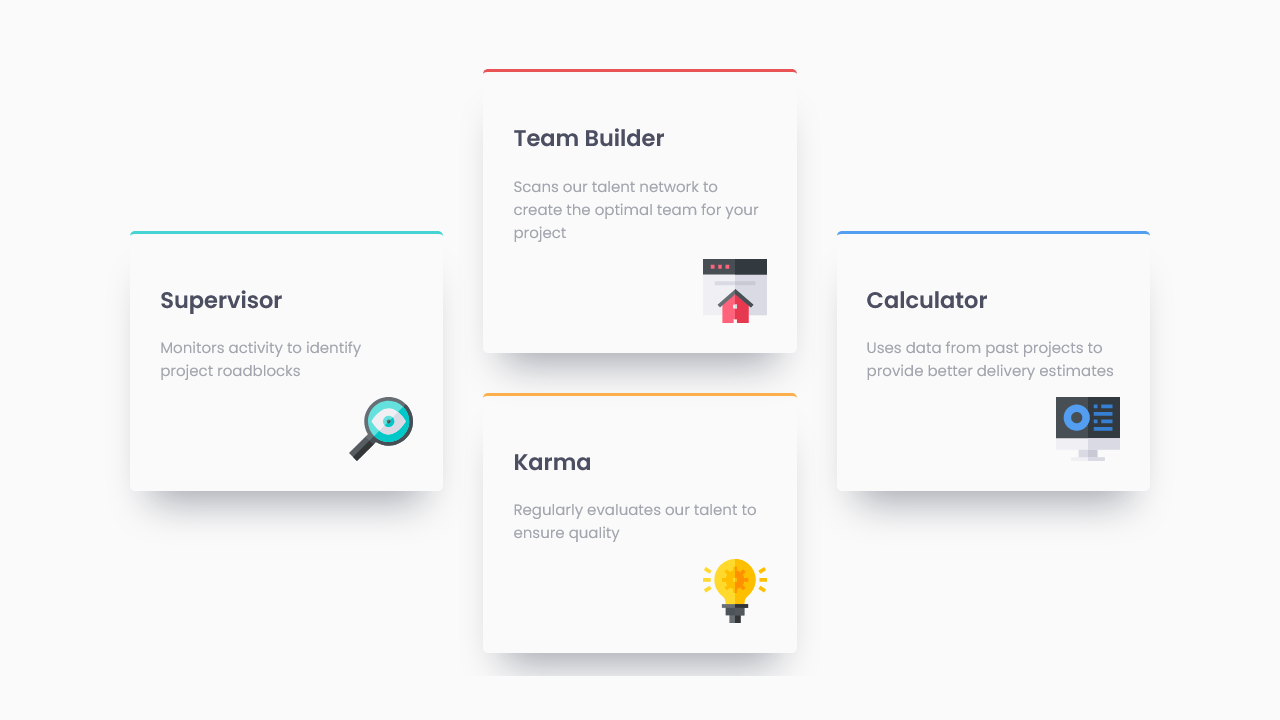 Team Builder
Scans our talent network to
create the optimal team for your
project
Supervisor
Monitors activity to identify
project roadblocks
Calculator
Uses data from past projects to
provide better delivery estimates
Karma
Regularly evaluates our talent to
ensure quality